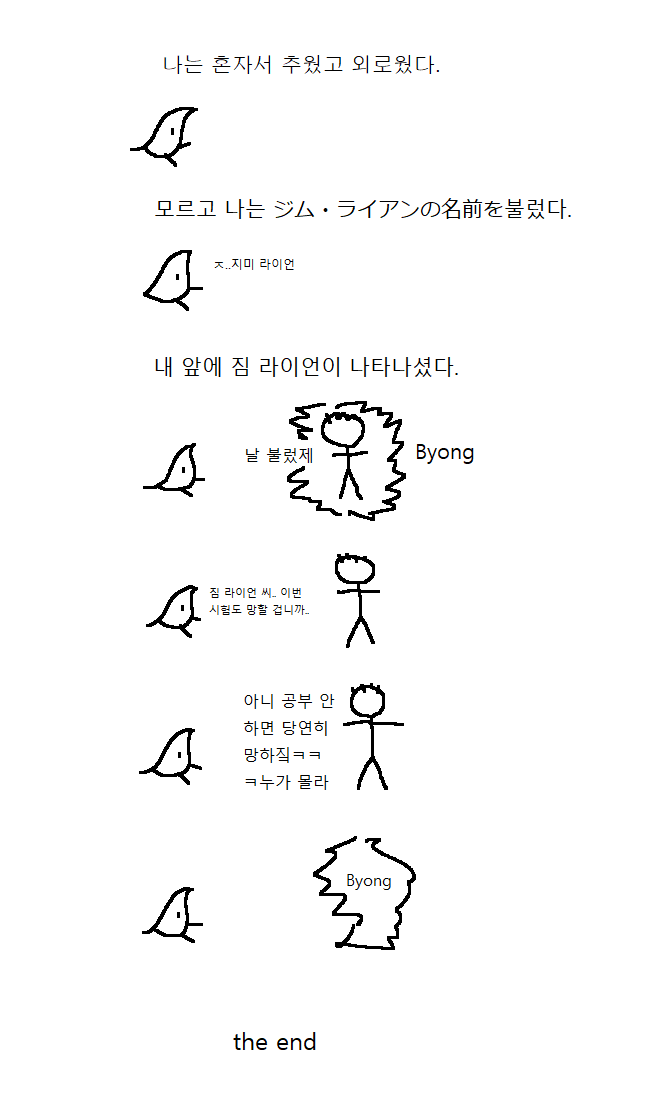 나는 혼자서 추웠고 외로웠다.
모르고 나는 ジム・ライアンの名前を불렀다.
ㅈ..지미 라이언
내 앞에 짐 라이언이 나타나셨다.
날 불렀제
Byong
짐 라이언 씨.. 이번
시험도 망할 겁니까..
아니 공부 안
하면 당연히
망하짘ㅋㅋ
ㅋ누가 몰라
Byong
the end